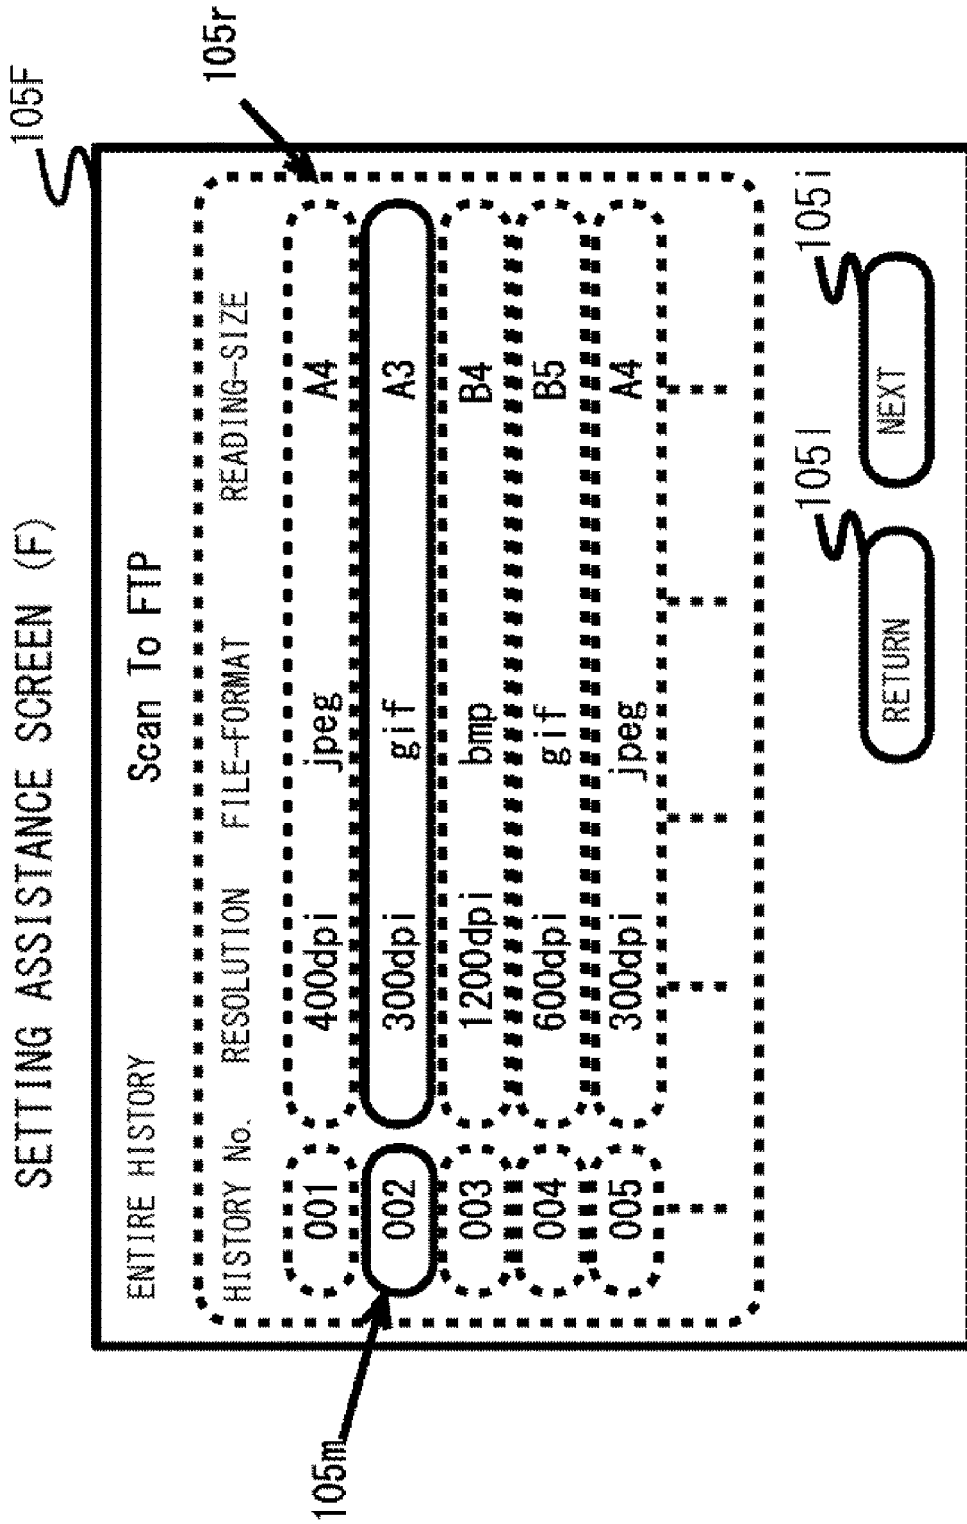 SETTING ASSISTANCE SCREEN (F)
105F
ENTIRE HISTORY
Scan To FTP
105r
HISTORY No. RESOLUTION FILE-FORMAT READING-SIZE
001 400dpi jpeg A4
105m
002 300dpi gif A3
003 1200dpi bmp B4
004 600dpi gif B5
005 300dpi jpeg A4
105l 105i
RETURN NEXT